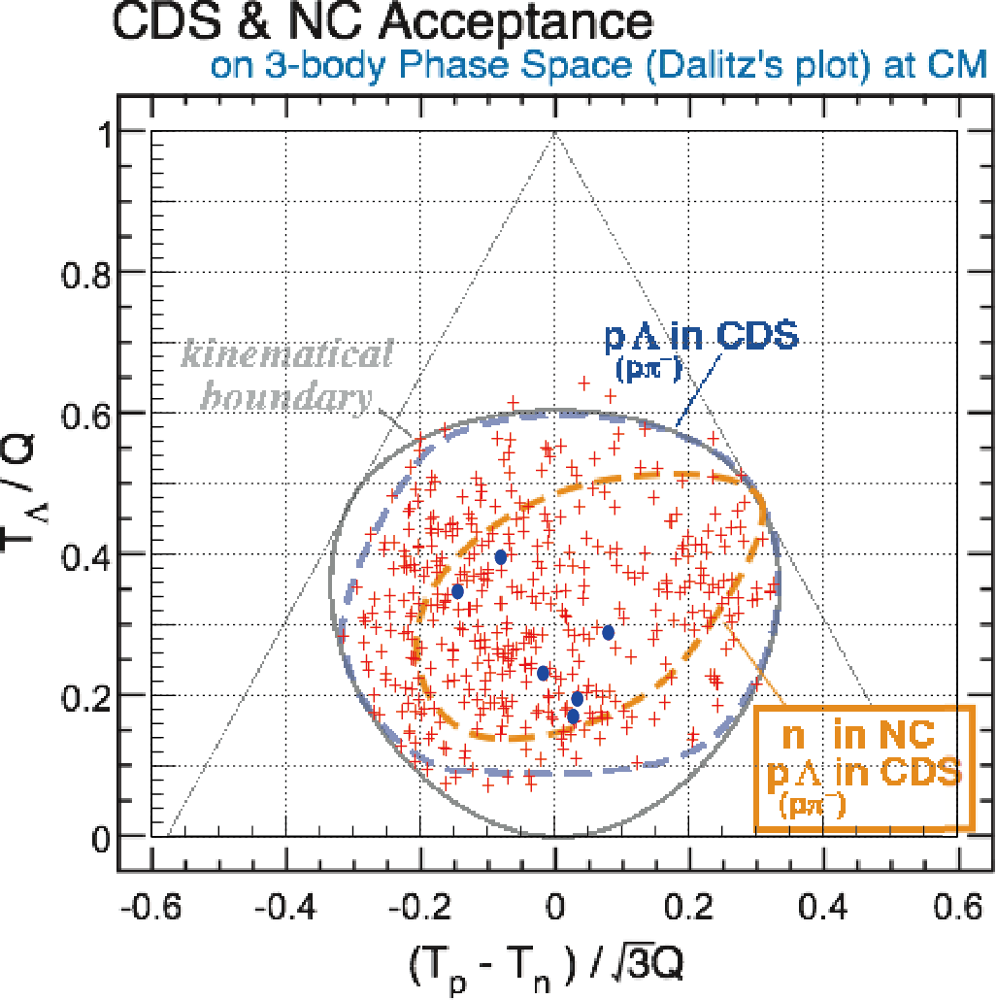 CDS & NC Acceptance
on 3-body Phase Space (Dalitz's plot) at CM
1
0.8
0.6
0.4
0.2
0
T_Λ / Q
kinematical
boundary
p Λ in CDS
(pπ⁻)
n in NC
p Λ in CDS
(pπ⁻)
-0.6 -0.4 -0.2 0 0.2 0.4 0.6
(T_p - T_n) / √3Q